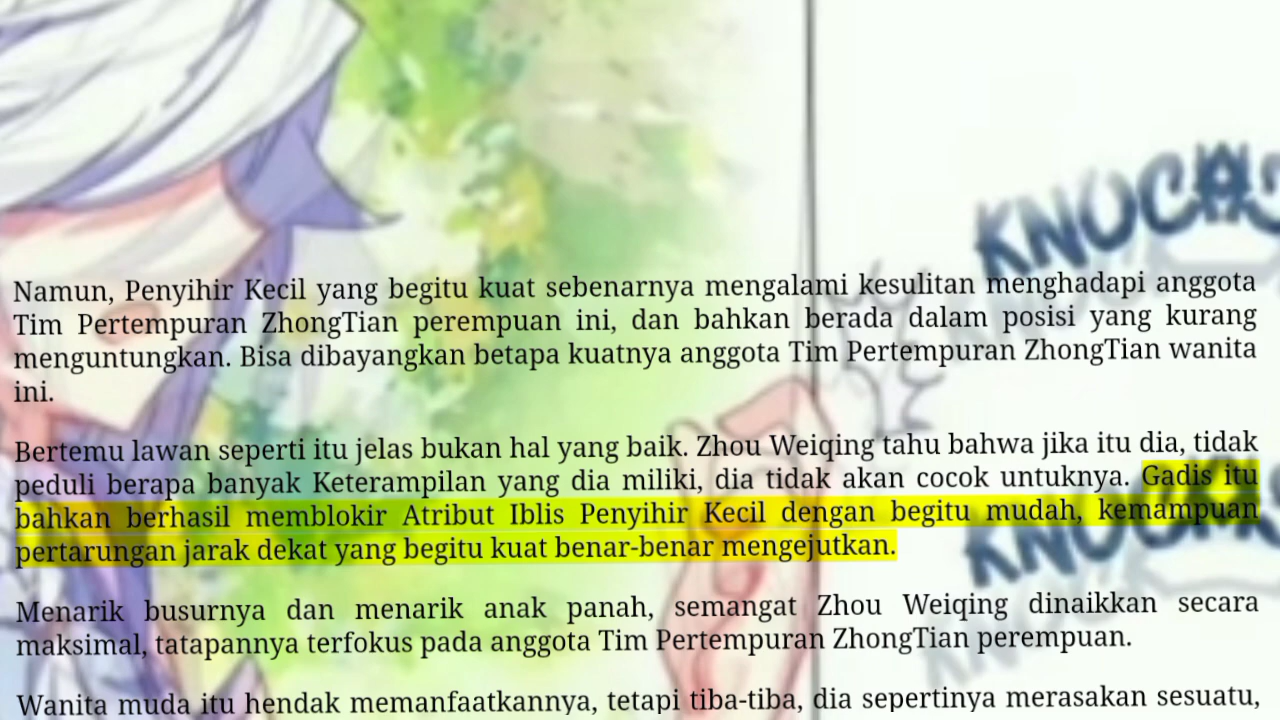 Namun, Penyihir Kecil yang begitu kuat sebenarnya mengalami kesulitan menghadapi anggota
Tim Pertempuran ZhongTian perempuan ini, dan bahkan berada dalam posisi yang kurang
menguntungkan. Bisa dibayangkan betapa kuatnya anggota Tim Pertempuran ZhongTian wanita
ini.
Bertemu lawan seperti itu jelas bukan hal yang baik. Zhou Weiqing tahu bahwa jika itu dia, tidak
peduli berapa banyak Keterampilan yang dia miliki, dia tidak akan cocok untuknya. Gadis itu
bahkan berhasil memblokir Atribut Iblis Penyihir Kecil dengan begitu mudah, kemampuan
pertarungan jarak dekat yang begitu kuat benar-benar mengejutkan.
Menarik busurnya dan menarik anak panah, semangat Zhou Weiqing dinaikkan secara
maksimal, tatapannya terfokus pada anggota Tim Pertempuran ZhongTian perempuan.
Wanita muda itu hendak memanfaatkannya, tetapi tiba-tiba, dia sepertinya merasakan sesuatu,